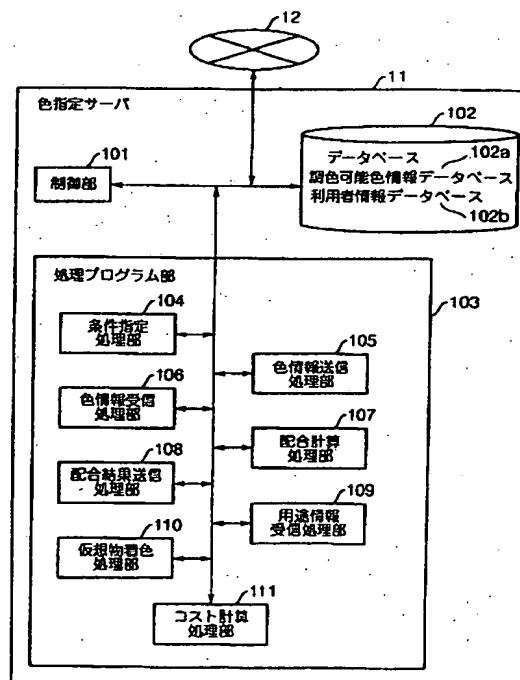 12
11
色指定サーバ
102
101
制御部
データベース
102a
調色可能色情報データベース
利用者情報データベース
102b
処理プログラム部
103
104
条件指定
処理部
105
色情報送信
処理部
106
色情報受信
処理部
107
配合計算
処理部
108
配合結果送信
処理部
109
用途情報
受信処理部
110
仮想物着色
処理部
111
コスト計算
処理部